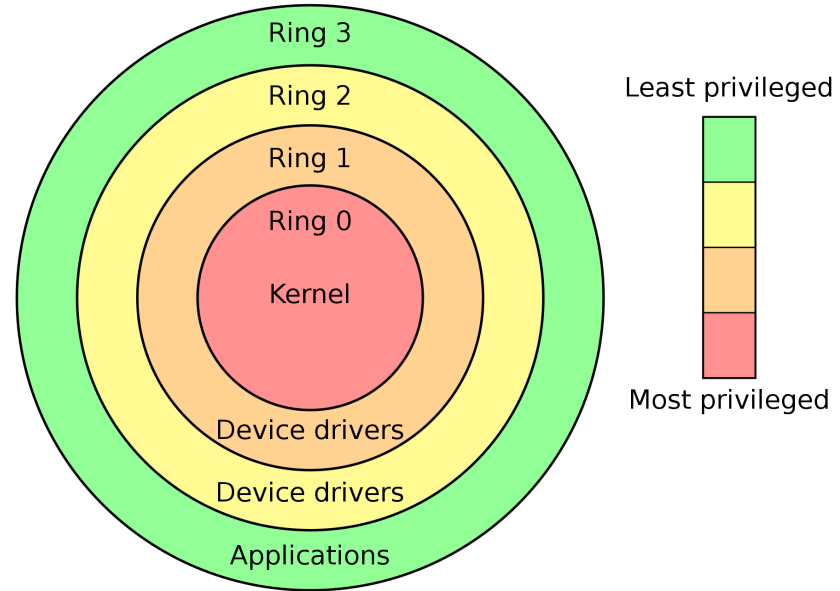 Ring 3
Ring 2
Ring 1
Ring 0
Kernel
Device drivers
Device drivers
Applications
Least privileged
Most privileged